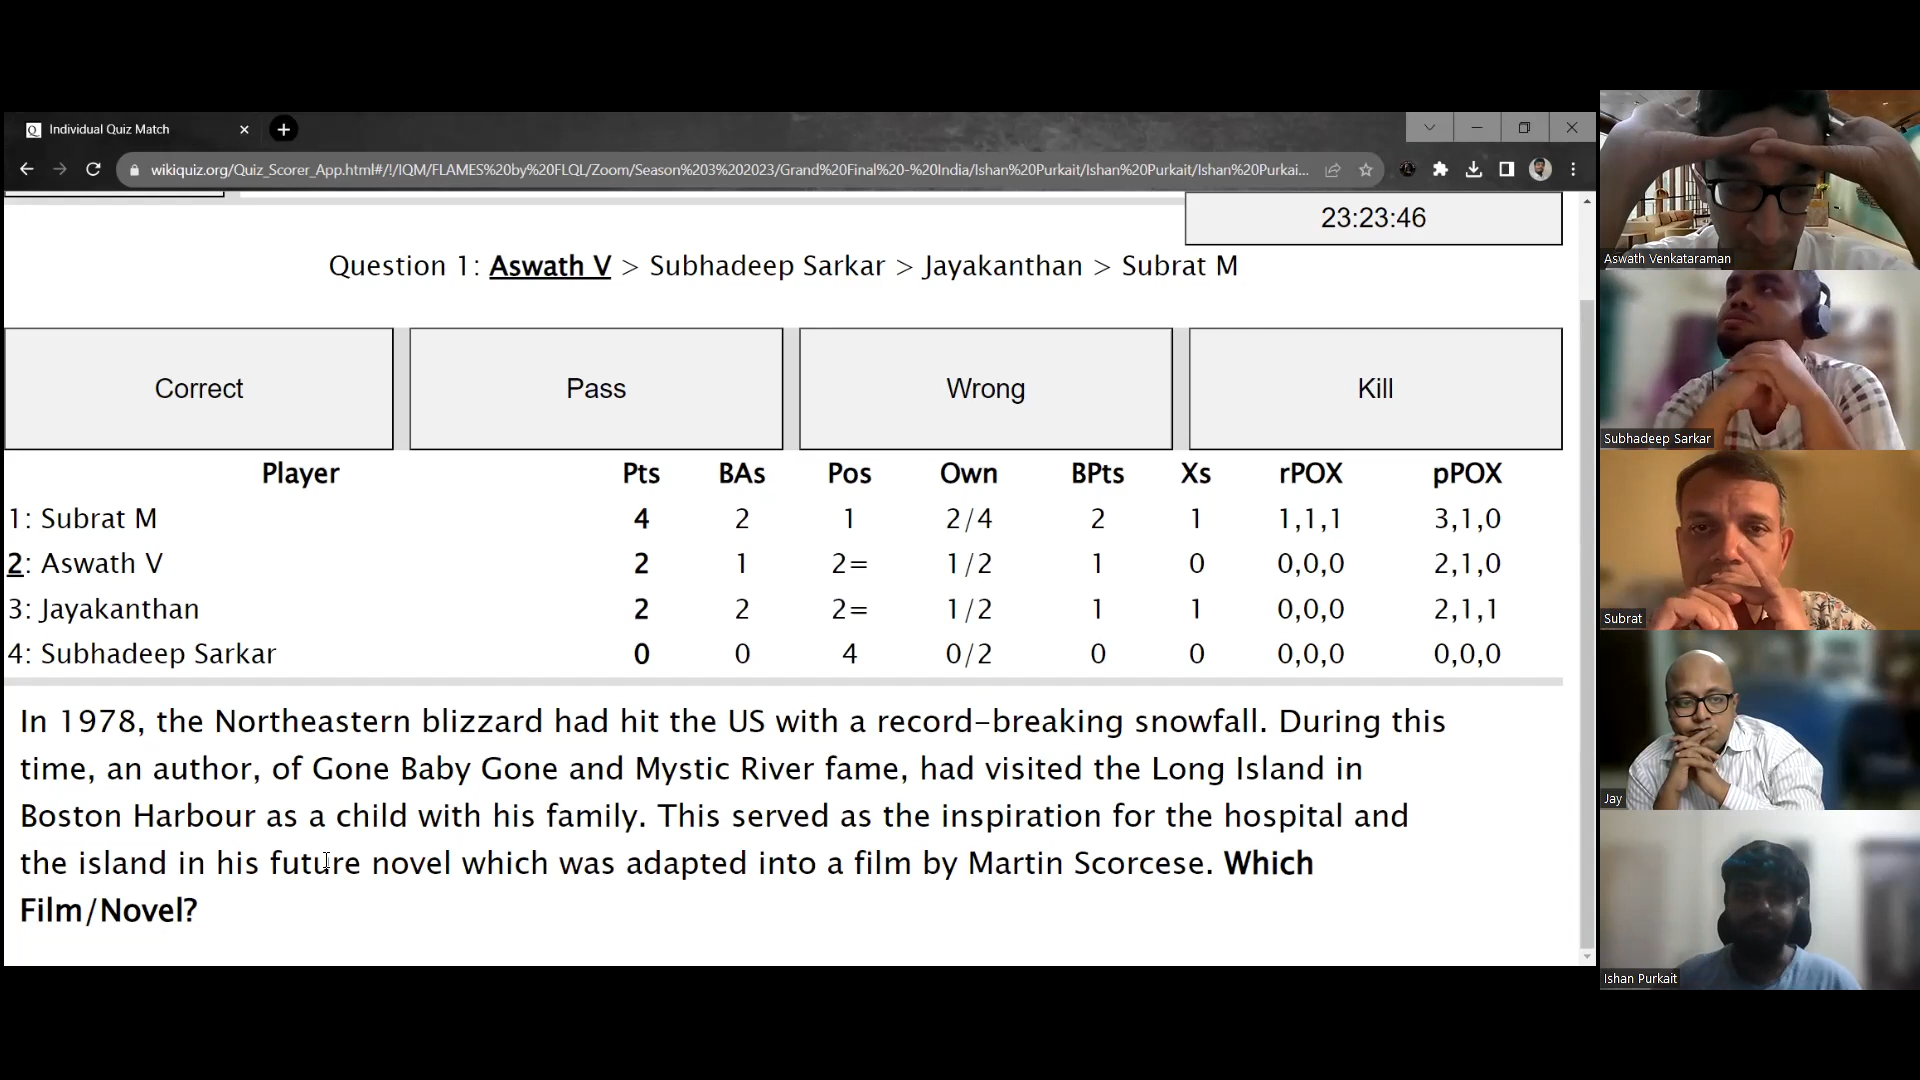 Individual Quiz Match
wikiquiz.org/Quiz_Scorer_App.html#/!/IQM/FLAMES%20by%20FLQL/Zoom/Season%203%202023/Grand%20Final%20-%20India/Ishan%20Purkait/Ishan%20Purkait/Ishan%20Purkai...
23:23:46
Question 1: Aswath V > Subhadeep Sarkar > Jayakanthan > Subrat M
Correct Pass Wrong Kill
Player Pts BAs Pos Own BPts Xs rPOX pPOX
1: Subrat M 4 2 1 2/4 2 1 1,1,1 3,1,0
2: Aswath V 2 1 2= 1/2 1 0 0,0,0 2,1,0
3: Jayakanthan 2 2 2= 1/2 1 1 0,0,0 2,1,1
4: Subhadeep Sarkar 0 0 4 0/2 0 0 0,0,0 0,0,0
In 1978, the Northeastern blizzard had hit the US with a record-breaking snowfall. During this
time, an author, of Gone Baby Gone and Mystic River fame, had visited the Long Island in
Boston Harbour as a child with his family. This served as the inspiration for the hospital and
the island in his future novel which was adapted into a film by Martin Scorcese. Which
Film/Novel?
Aswath Venkataraman
Subhadeep Sarkar
Subrat
Jay
Ishan Purkait